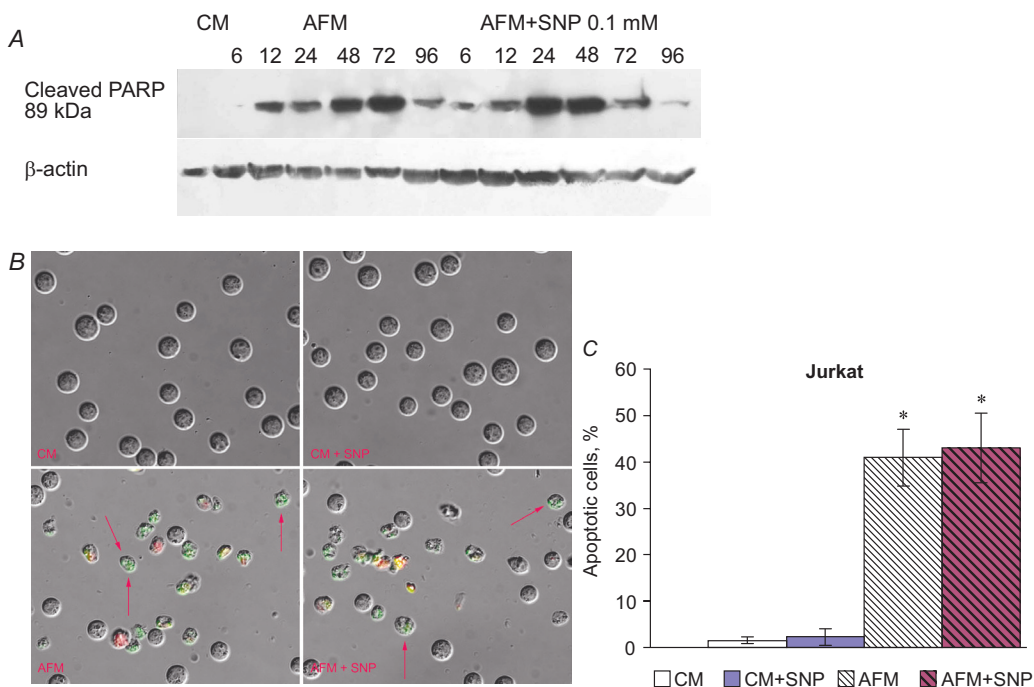 A
CM AFM AFM+SNP 0.1 mM
6 12 24 48 72 96 6 12 24 48 72 96
Cleaved PARP
89 kDa
β-actin
B
CM
CM + SNP
AFM
AFM + SNP
C
Jurkat
Apoptotic cells, %
60
50
40
30
20
10
0
*
*
CM CM+SNP AFM AFM+SNP